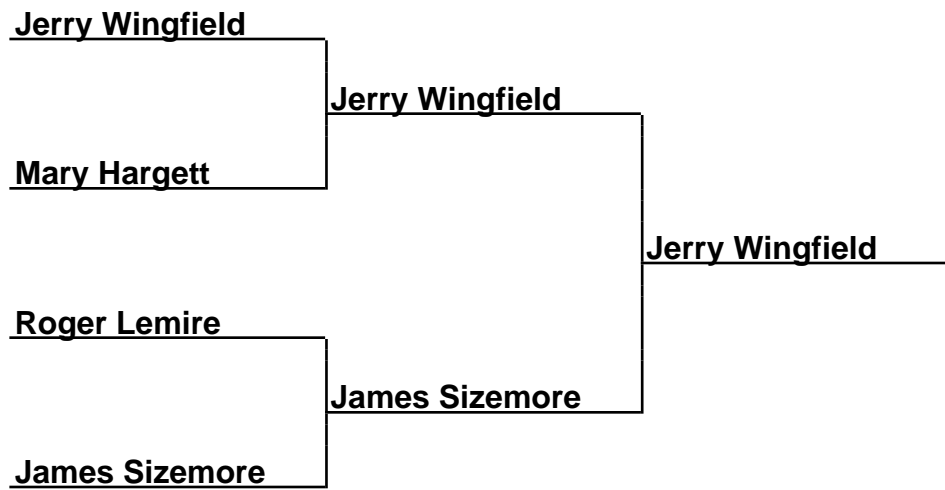 Jerry Wingfield
Jerry Wingfield
Mary Hargett
Jerry Wingfield
Roger Lemire
James Sizemore
James Sizemore